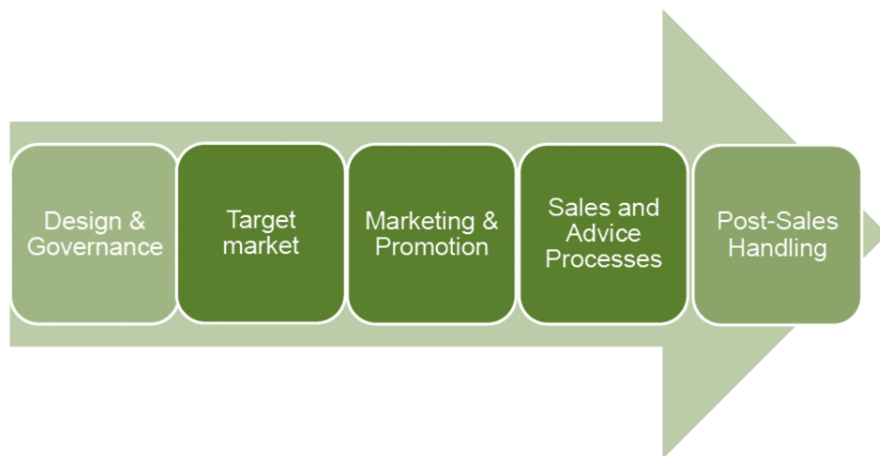 Design &
Governance
Target
market
Marketing &
Promotion
Sales and
Advice
Processes
Post-Sales
Handling